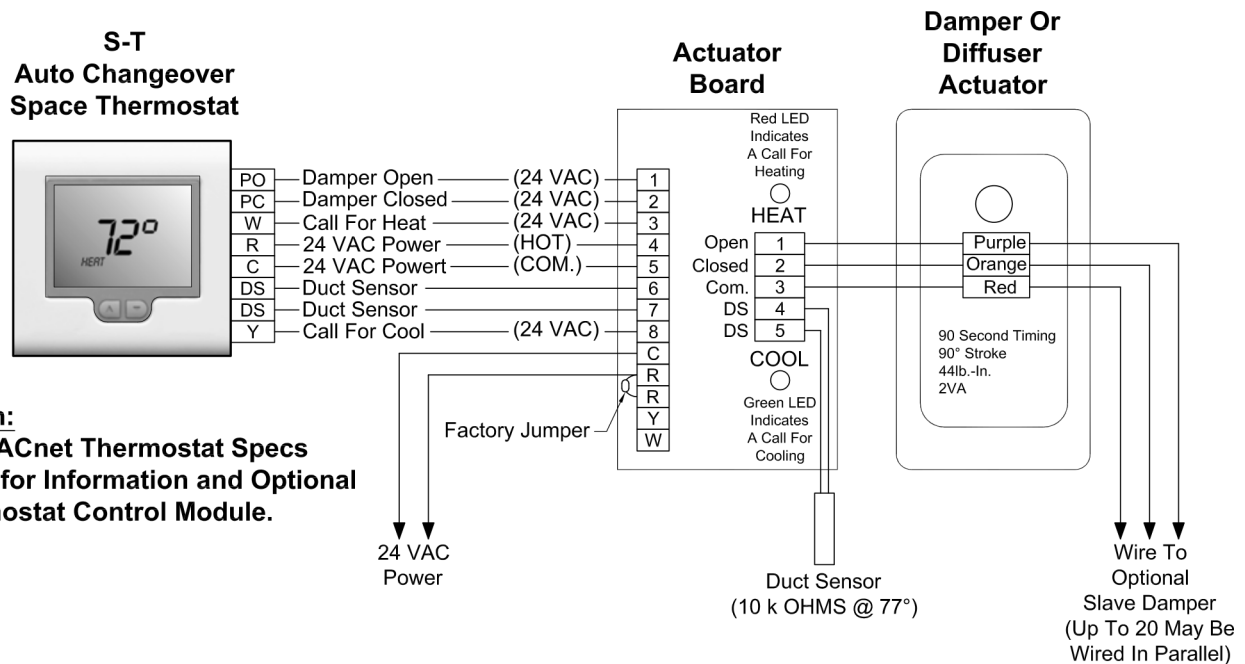 S-T
Auto Changeover
Space Thermostat
72°
HEAT
PO Damper Open (24 VAC) 1
PC Damper Closed (24 VAC) 2
W Call For Heat (24 VAC) 3
R 24 VAC Power (HOT) 4
C 24 VAC Powert (COM.) 5
DS Duct Sensor 6
DS Duct Sensor 7
Y Call For Cool (24 VAC) 8
C
R
R
Y
W
Factory Jumper
24 VAC
Power
n:
ACnet Thermostat Specs
for Information and Optional
nostat Control Module.
Actuator
Board
Red LED
Indicates
A Call For
Heating
HEAT
Open 1
Closed 2
Com. 3
DS 4
DS 5
COOL
Green LED
Indicates
A Call For
Cooling
Duct Sensor
(10 k OHMS @ 77°)
Damper Or
Diffuser
Actuator
Purple
Orange
Red
90 Second Timing
90° Stroke
44lb.-In.
2VA
Wire To
Optional
Slave Damper
(Up To 20 May Be
Wired In Parallel)